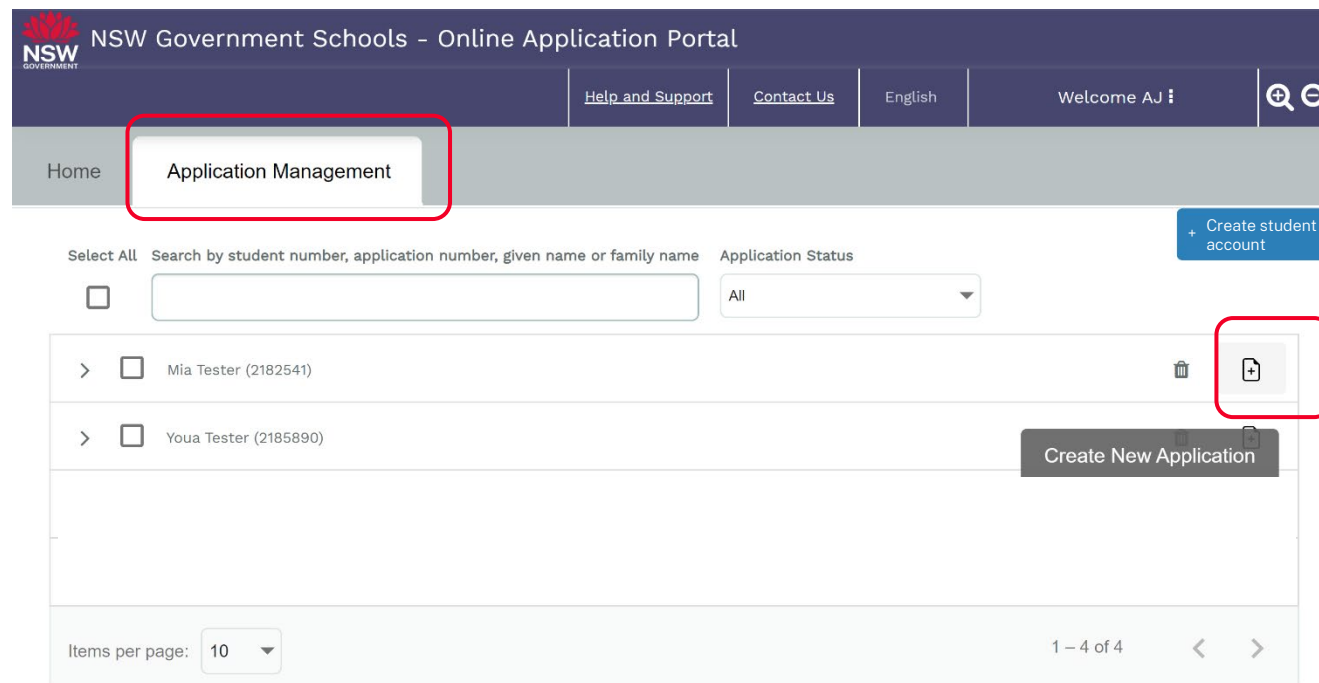 NSW Government Schools - Online Application Portal
NSW
GOVERNMENT
Help and Support
Contact Us
English
Welcome AJ
Home
Application Management
+ Create student
account
Select All
Search by student number, application number, given name or family name
Application Status
All
Mia Tester (2182541)
Youa Tester (2185890)
Create New Application
Items per page:
10
1 – 4 of 4